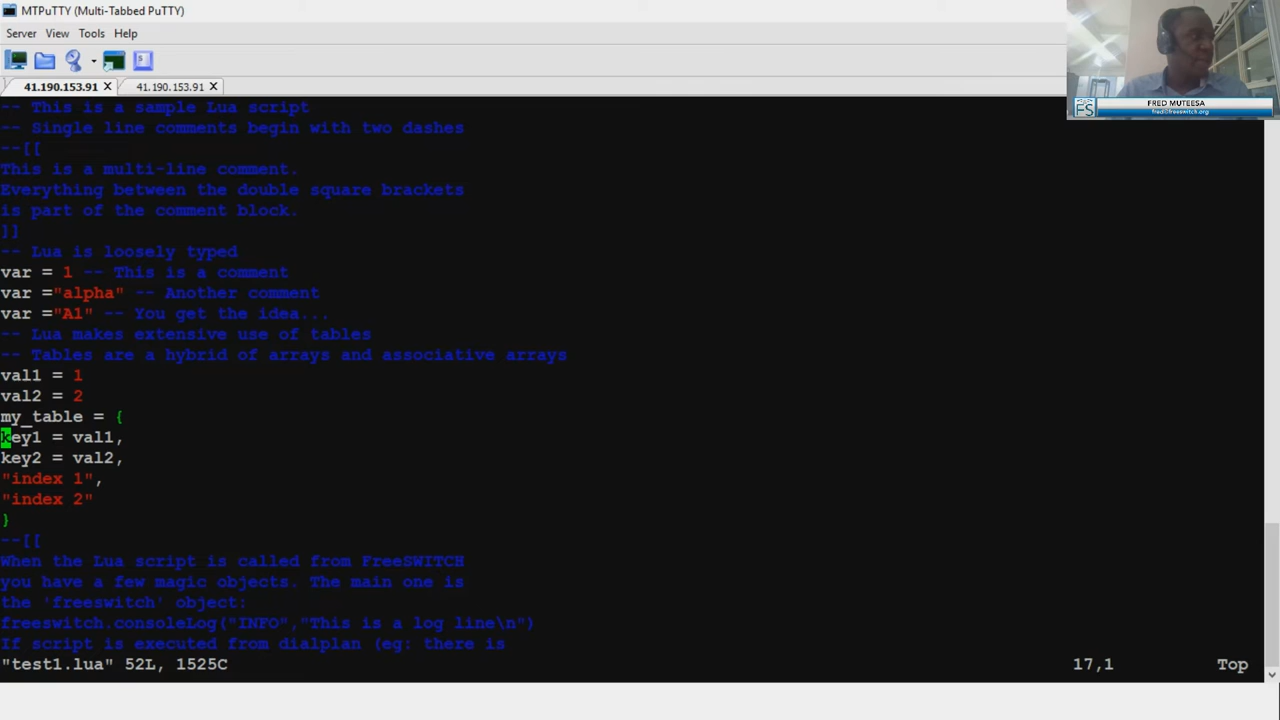 MTPuTTY (Multi-Tabbed PuTTY)
Server View Tools Help
41.190.153.91 41.190.153.91
FRED MUTEESA
fred@freeswitch.org
FS
-- This is a sample Lua script
-- Single line comments begin with two dashes
--[[
This is a multi-line comment.
Everything between the double square brackets
is part of the comment block.
]]
-- Lua is loosely typed
var = 1 -- This is a comment
var ="alpha" -- Another comment
var ="A1" -- You get the idea...
-- Lua makes extensive use of tables
-- Tables are a hybrid of arrays and associative arrays
val1 = 1
val2 = 2
my_table = {
key1 = val1,
key2 = val2,
"index 1",
"index 2"
}
--[[
When the Lua script is called from FreeSWITCH
you have a few magic objects. The main one is
the 'freeswitch' object:
freeswitch.consoleLog("INFO","This is a log line\n")
If script is executed from dialplan (eg: there is
"test1.lua" 52L, 1525C 17,1 Top